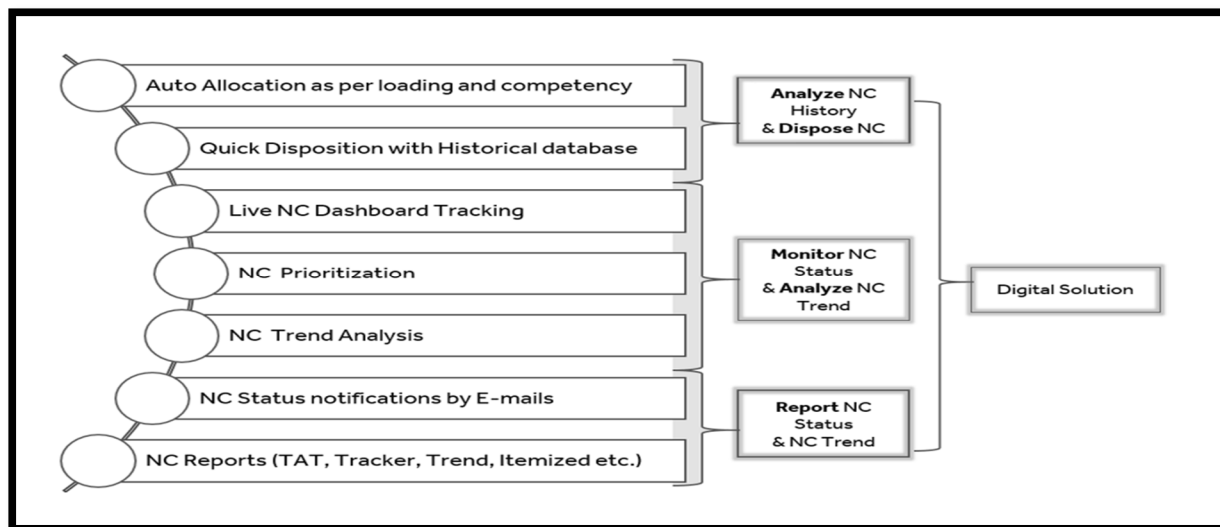 Auto Allocation as per loading and competency
Quick Disposition with Historical database
Live NC Dashboard Tracking
NC Prioritization
NC Trend Analysis
NC Status notifications by E-mails
NC Reports (TAT, Tracker, Trend, Itemized etc.)
Analyze NC
History
& Dispose NC
Monitor NC
Status
& Analyze NC
Trend
Report NC
Status
& NC Trend
Digital Solution